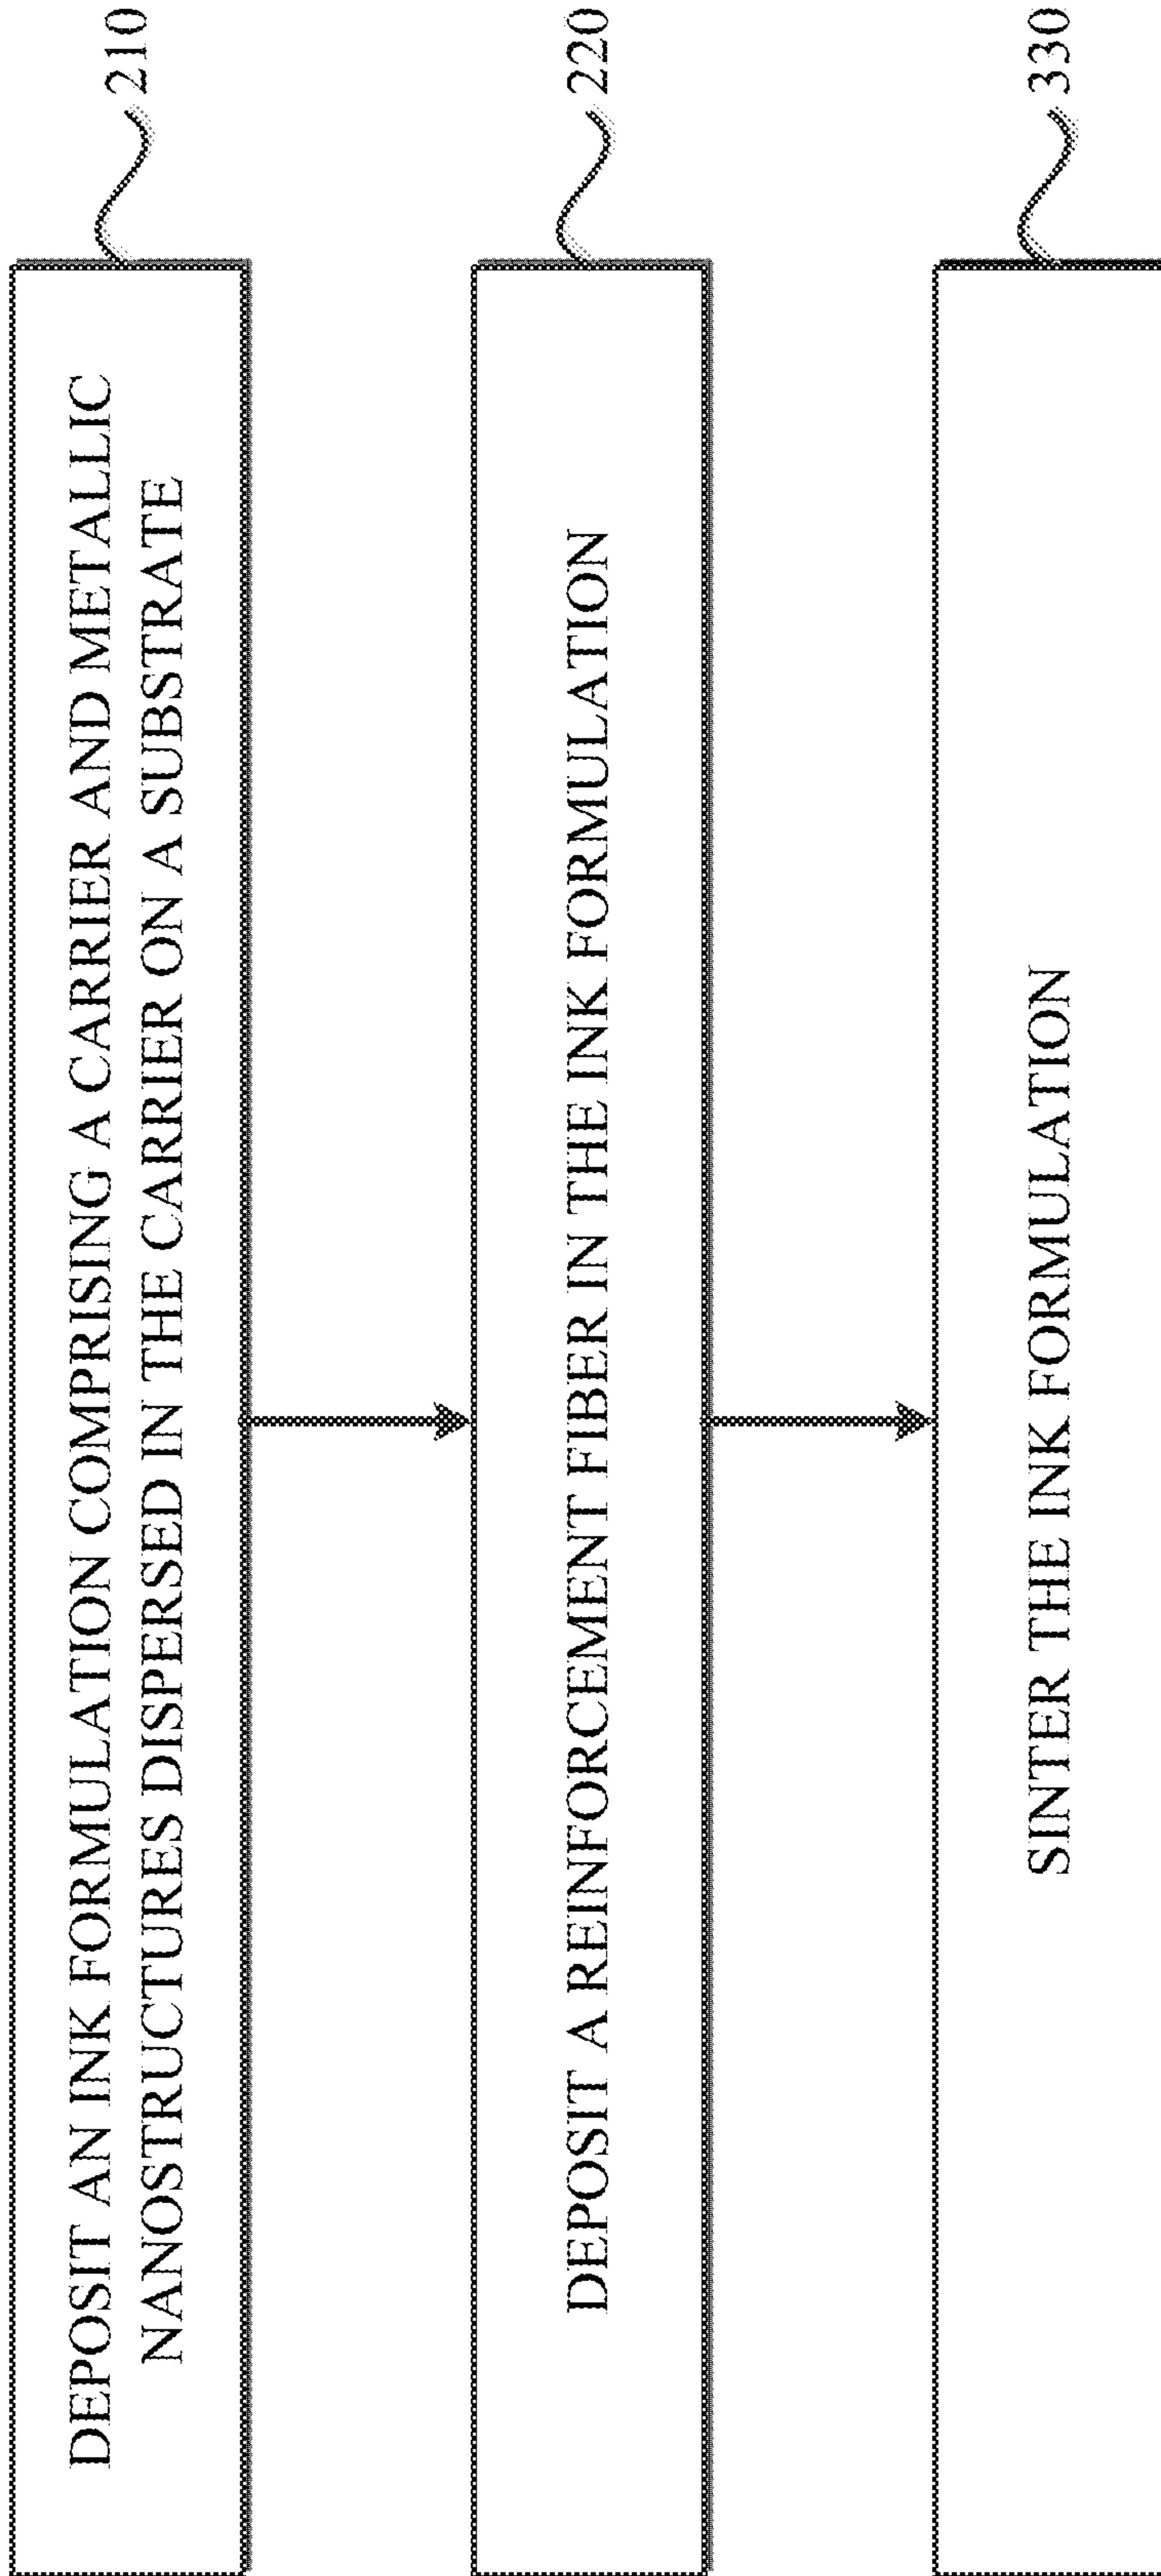 DEPOSIT AN INK FORMULATION COMPRISING A CARRIER AND METALLIC
NANOSTRUCTURES DISPERSED IN THE CARRIER ON A SUBSTRATE
210
DEPOSIT A REINFORCEMENT FIBER IN THE INK FORMULATION
220
SINTER THE INK FORMULATION
330